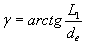 γ = arctg L₁/dₑ